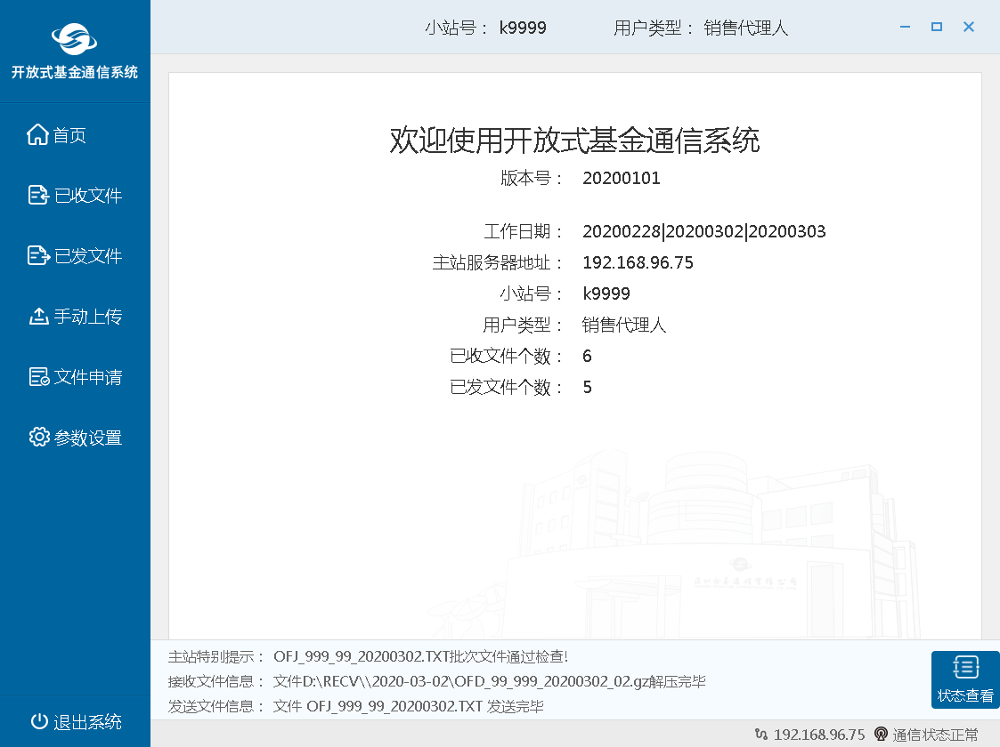 小站号： k9999 用户类型： 销售代理人
开放式基金通信系统
首页
已收文件
已发文件
手动上传
文件申请
参数设置
退出系统
欢迎使用开放式基金通信系统
版本号： 20200101
工作日期： 20200228|20200302|20200303
主站服务器地址： 192.168.96.75
小站号： k9999
用户类型： 销售代理人
已收文件个数： 6
已发文件个数： 5
主站特别提示： OFJ_999_99_20200302.TXT批次文件通过检查!
接收文件信息： 文件D:\RECV\\2020-03-02\OFD_99_999_20200302_02.gz解压完毕
发送文件信息： 文件 OFJ_999_99_20200302.TXT 发送完毕
状态查看
192.168.96.75 通信状态正常